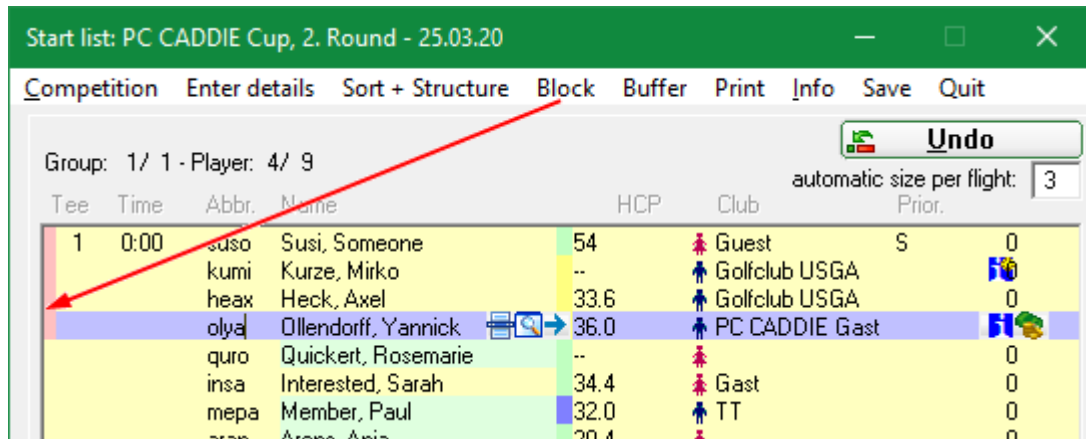 Start list: PC CADDIE Cup, 2. Round - 25.03.20
Competition Enter details Sort + Structure Block Buffer Print Info Save Quit
Undo
Group: 1/ 1 - Player: 4/ 9
automatic size per flight: 3
Tee Time Abbr. Name HCP Club Prior.
1 0:00 suso Susi, Someone 54 Guest S 0
kumi Kurze, Mirko -- Golfclub USGA
heax Heck, Axel 33.6 Golfclub USGA 0
olya Ollendorff, Yannick 36.0 PC CADDIE Gast
quro Quickert, Rosemarie -- 0
insa Interested, Sarah 34.4 Gast 0
mepa Member, Paul 32.0 TT 0